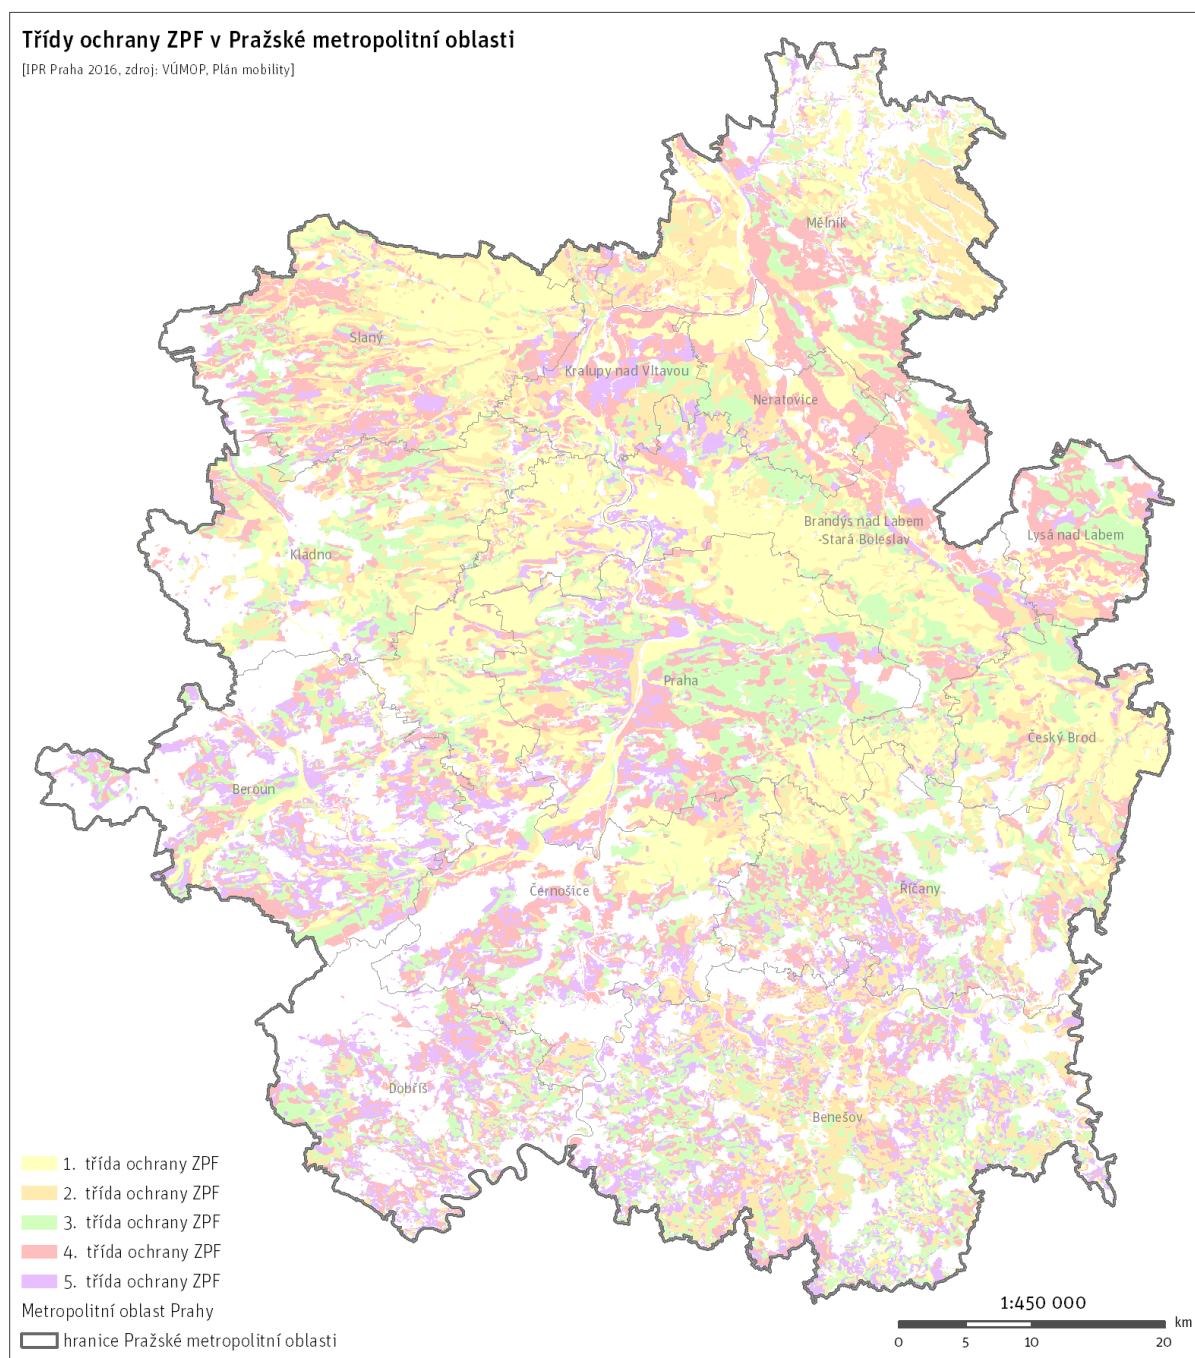 Třídy ochrany ZPF v Pražské metropolitní oblasti
[IPR Praha 2016, zdroj: VÚMOP, Plán mobility]
Mělník
Slaný
Kralupy nad Vltavou
Neratovice
Brandýs nad Labem
-Stará Boleslav
Lysá nad Labem
Kladno
Praha
Český Brod
Beroun
Černošice
Říčany
Dobříš
Benešov
1. třída ochrany ZPF
2. třída ochrany ZPF
3. třída ochrany ZPF
4. třída ochrany ZPF
5. třída ochrany ZPF
Metropolitní oblast Prahy
hranice Pražské metropolitní oblasti
1:450 000
km
0 5 10 20